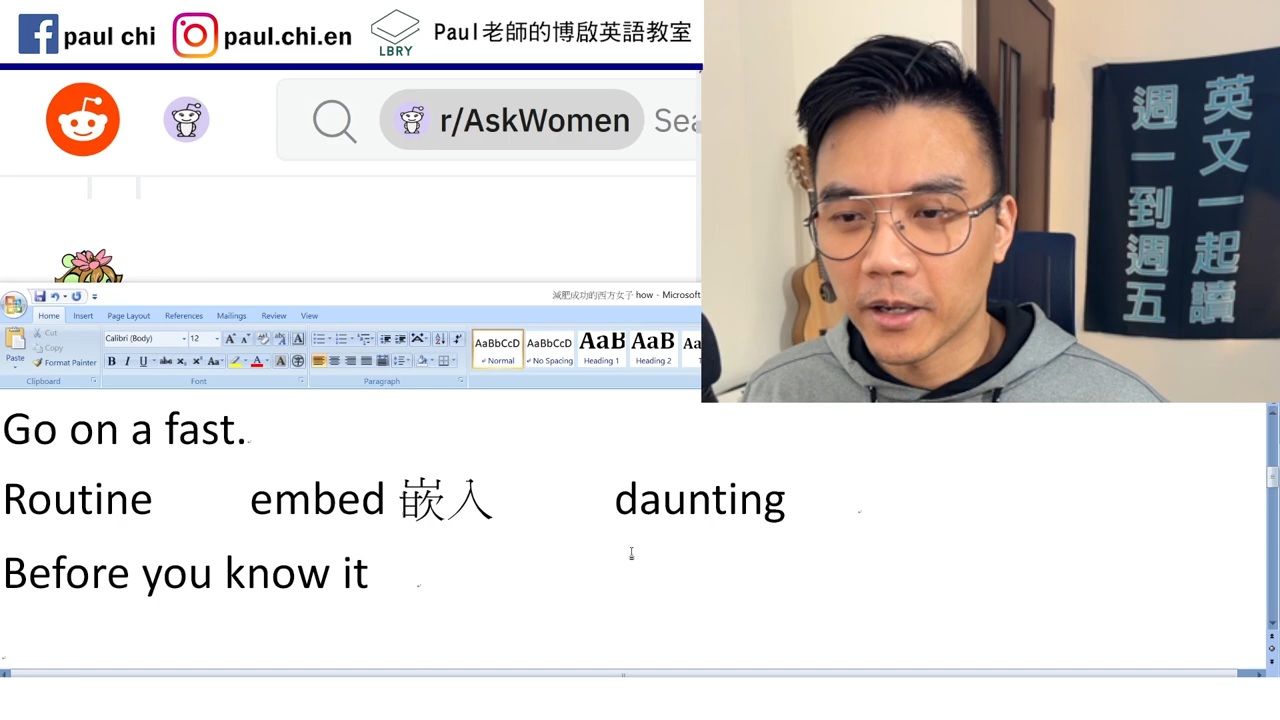 paul chi
paul.chi.en
LBRY
Paul老師的博啟英語教室
r/AskWomen
Sea
英文一起讀
週一到週五
減肥成功的西方女子 how - Microsoft
Home Insert Page Layout References Mailings Review View
Paste
Cut
Copy
Format Painter
Clipboard
Calibri (Body) 12
Font
Paragraph
AaBbCcD AaBbCcD AaB AaBbC Aa
Normal No Spacing Heading 1 Heading 2
Go on a fast.
Routine embed 嵌入 daunting
Before you know it